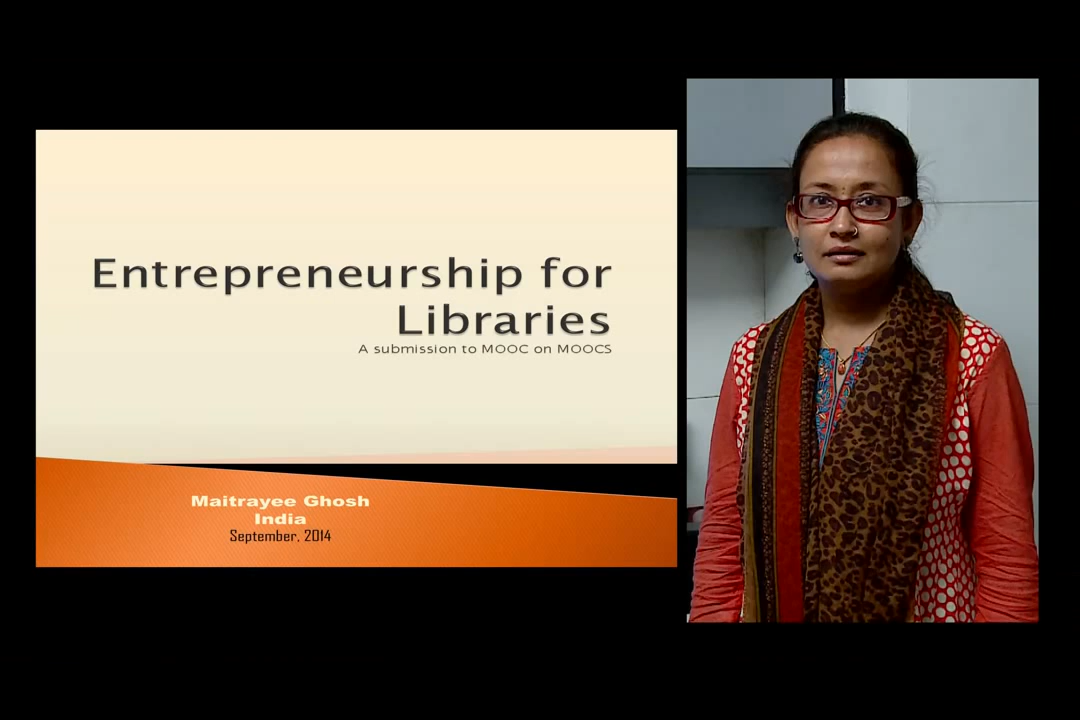 Entrepreneurship for
Libraries
A submission to MOOC on MOOCS
Maitrayee Ghosh
India
September, 2014